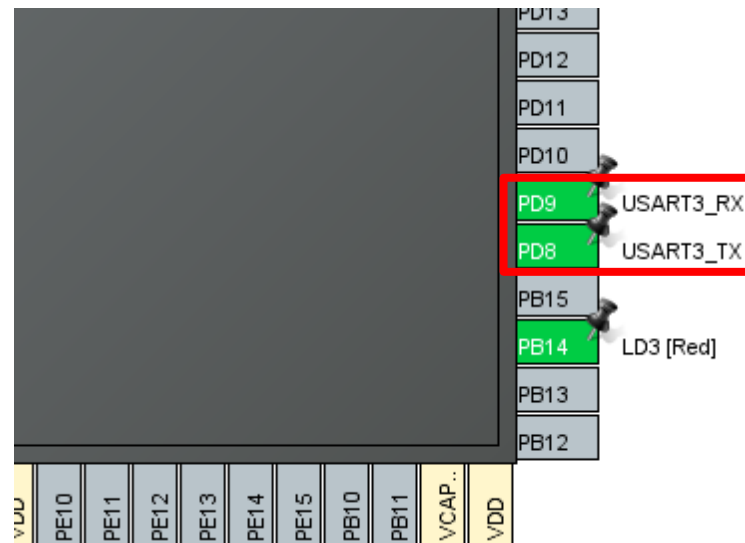 PD13
PD12
PD11
PD10
PD9 USART3_RX
PD8 USART3_TX
PB15
PB14 LD3 [Red]
PB13
PB12
VDD
PE10
PE11
PE12
PE13
PE14
PE15
PB10
PB11
VCAP..
VDD